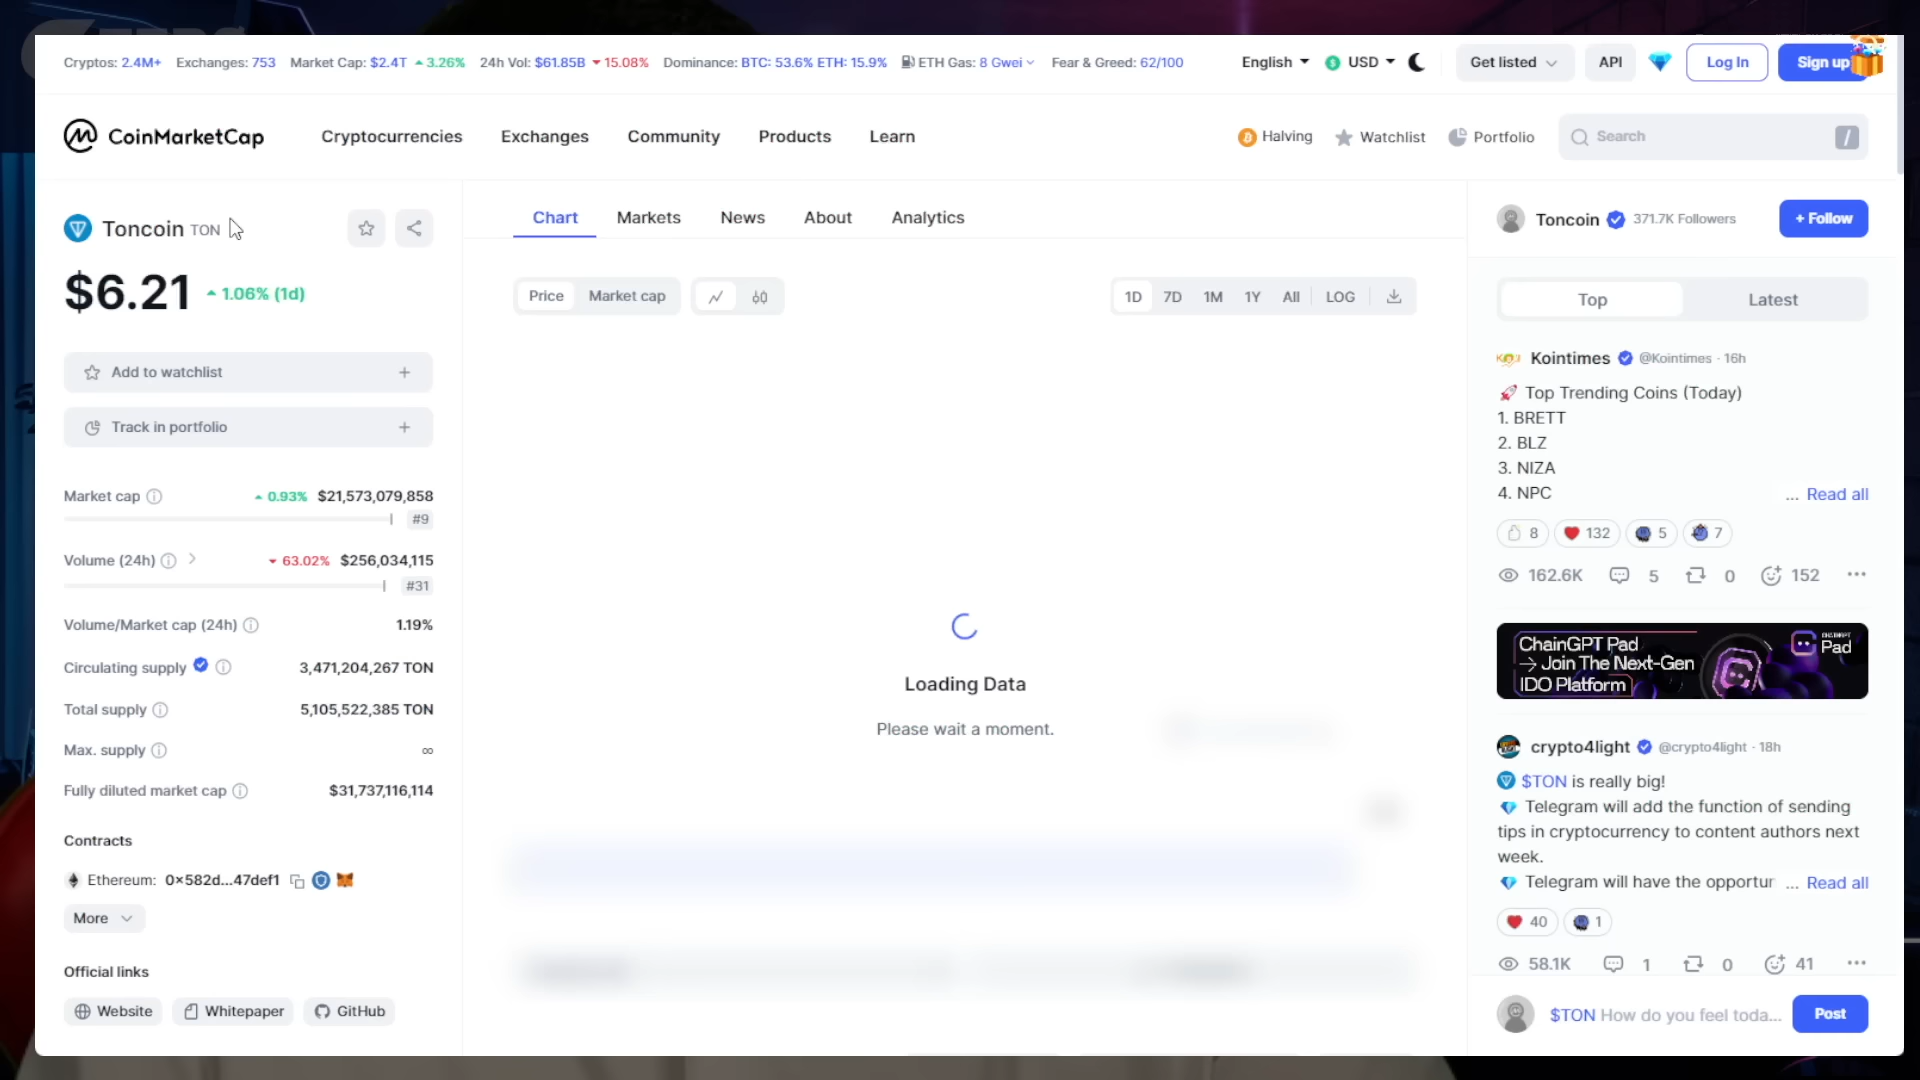 Cryptos: 2.4M+ Exchanges: 753 Market Cap: $2.4T 3.26% 24h Vol: $61.85B 15.08% Dominance: BTC: 53.6% ETH: 15.9% ETH Gas: 8 Gwei Fear & Greed: 62/100 English USD Get listed API Log In Sign up
CoinMarketCap Cryptocurrencies Exchanges Community Products Learn Halving Watchlist Portfolio Search /
Toncoin TON
$6.21 1.06% (1d)
Add to watchlist +
Track in portfolio +
Market cap 0.93% $21,573,079,858
#9
Volume (24h) 63.02% $256,034,115
#31
Volume/Market cap (24h) 1.19%
Circulating supply 3,471,204,267 TON
Total supply 5,105,522,385 TON
Max. supply ∞
Fully diluted market cap $31,737,116,114
Contracts
Ethereum: 0x582d...47def1
More
Official links
Website Whitepaper GitHub
Chart Markets News About Analytics
Price Market cap 1D 7D 1M 1Y All LOG
Loading Data
Please wait a moment.
Toncoin 371.7K Followers + Follow
Top Latest
Kointimes @Kointimes · 16h
🚀 Top Trending Coins (Today)
1. BRETT
2. BLZ
3. NIZA
4. NPC ... Read all
8 132 5 7
162.6K 5 0 152
ChainGPT Pad
→ Join The Next-Gen
IDO Platform
CHAINGPT
Pad
crypto4light @crypto4light · 18h
$TON is really big!
💎 Telegram will add the function of sending
tips in cryptocurrency to content authors next
week.
💎 Telegram will have the opportur ... Read all
40 1
58.1K 1 0 41
$TON How do you feel toda... Post